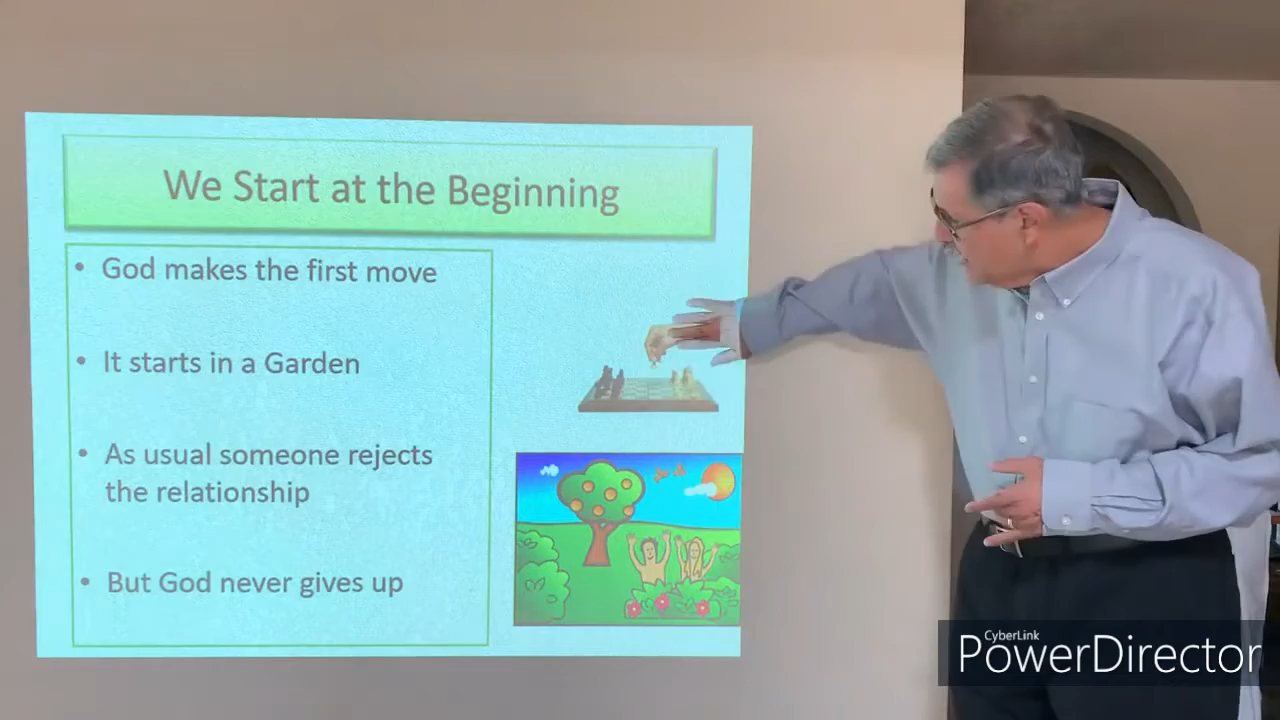 We Start at the Beginning
• God makes the first move
• It starts in a Garden
• As usual someone rejects
the relationship
• But God never gives up
CyberLink
PowerDirector